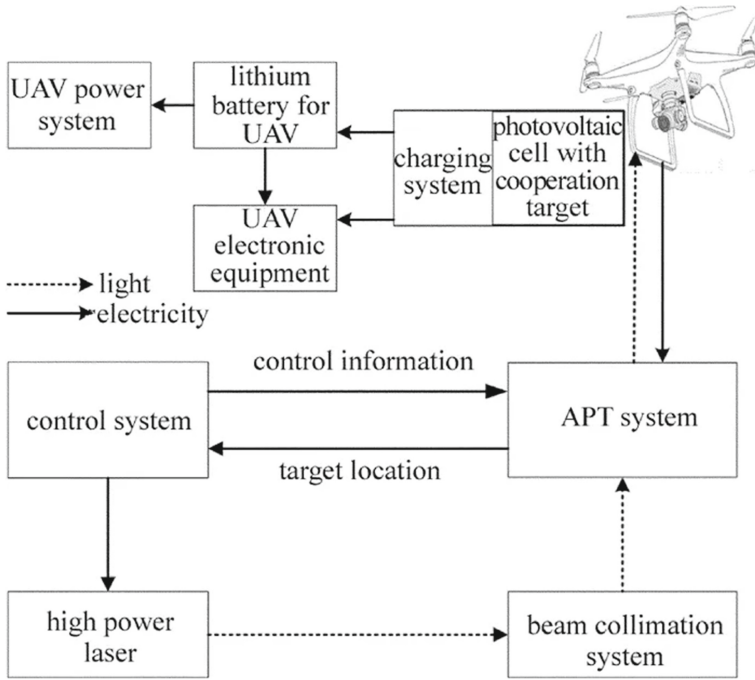 UAV power
system
lithium
battery for
UAV
charging
system
photovoltaic
cell with
cooperation
target
UAV
electronic
equipment
light
electricity
control information
control system
APT system
target location
high power
laser
beam collimation
system